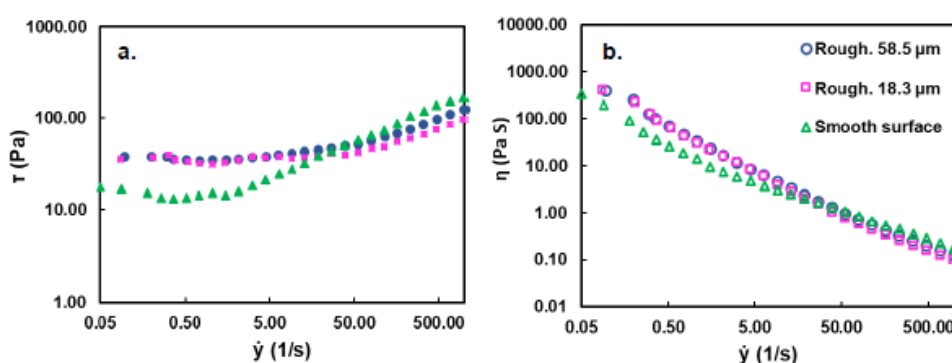 a.
1000.00
100.00
10.00
1.00
τ (Pa)
0.05 0.50 5.00 50.00 500.00
ẏ (1/s)
b.
10000.00
1000.00
100.00
10.00
1.00
0.10
0.01
η (Pa S)
Rough. 58.5 µm
Rough. 18.3 µm
Smooth surface
0.05 0.50 5.00 50.00 500.00
ẏ (1/s)